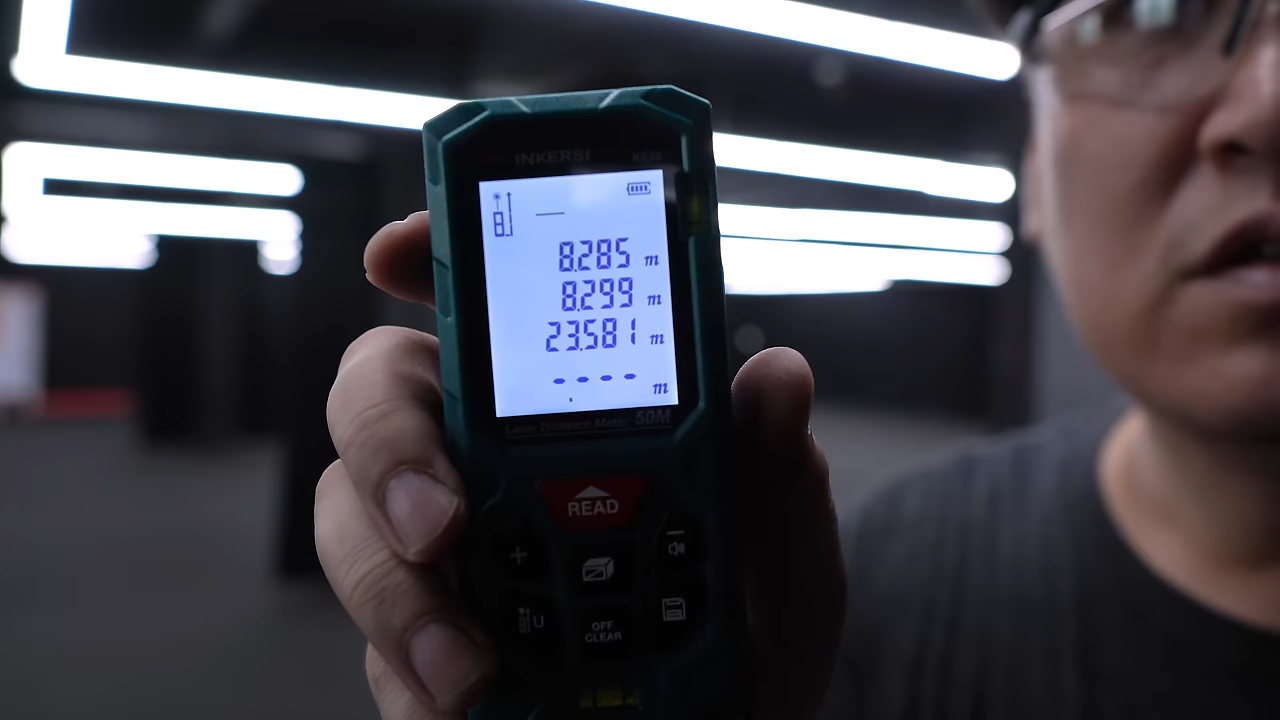 INKERSI
8.285 m
8.299 m
23.581 m
- - - - m
Laser Distance Meter 50M
READ
U
OFF
CLEAR